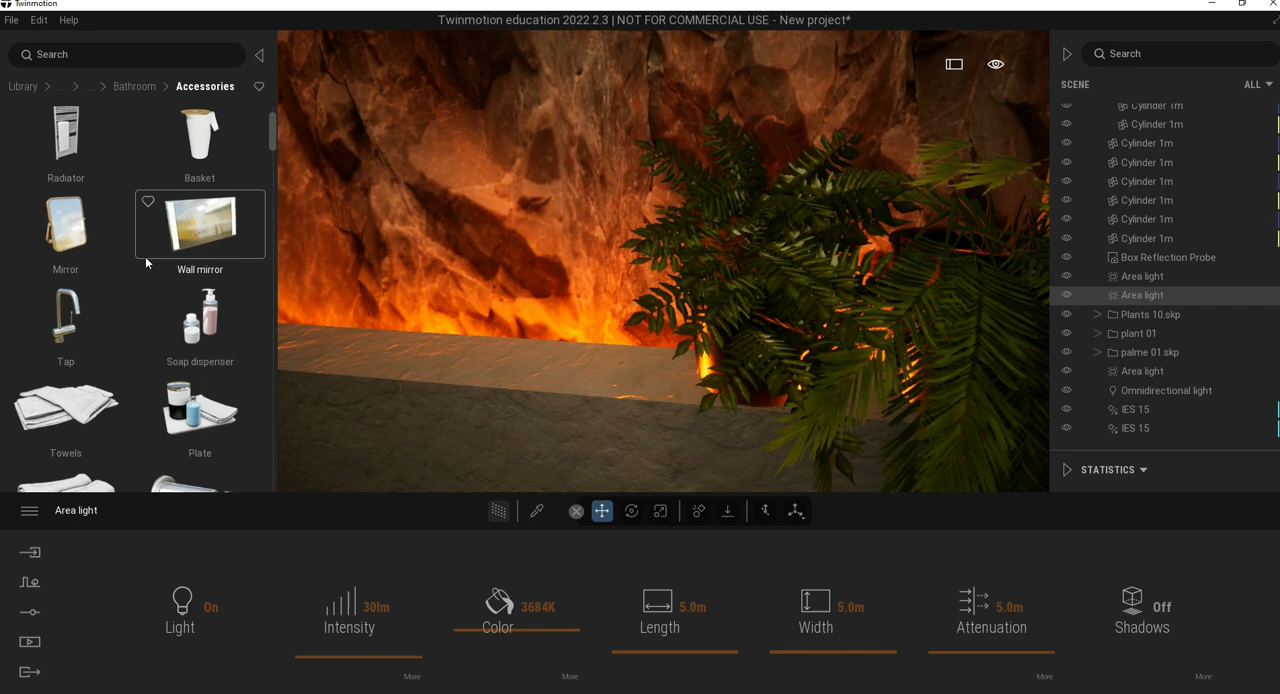 Twinmotion
File Edit Help
Twinmotion education 2022.2.3 | NOT FOR COMMERCIAL USE - New project*
Search
Library > ... > ... > Bathroom > Accessories
Radiator
Basket
Mirror
Wall mirror
Tap
Soap dispenser
Towels
Plate
Search
SCENE
ALL
Cylinder 1m
Cylinder 1m
Cylinder 1m
Cylinder 1m
Cylinder 1m
Cylinder 1m
Cylinder 1m
Cylinder 1m
Box Reflection Probe
Area light
Area light
> Plants 10.skp
> plant 01
> palme 01.skp
Area light
Omnidirectional light
IES 15
IES 15
STATISTICS
Area light
On
Light
30lm
Intensity
More
3684K
Color
More
5.0m
Length
5.0m
Width
5.0m
Attenuation
More
Off
Shadows
More